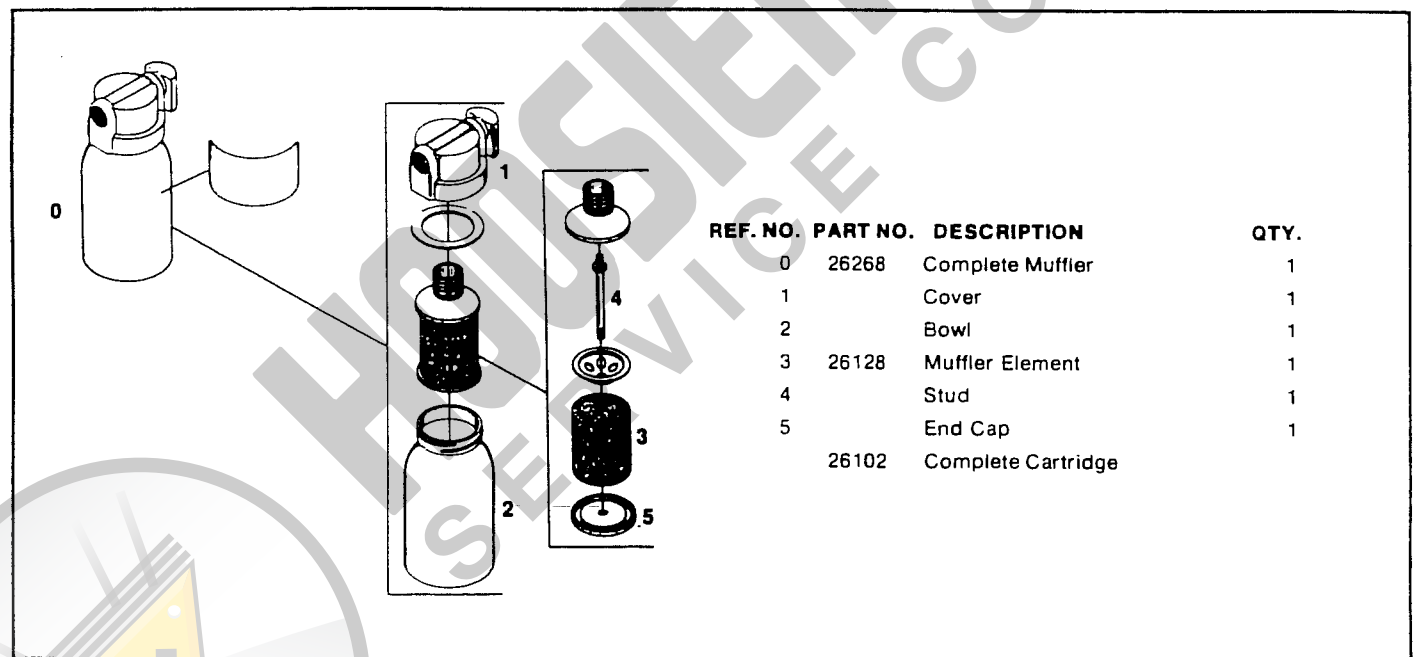 0
1
2
3
4
5
REF. NO. PART NO. DESCRIPTION QTY.
0 26268 Complete Muffler 1
1 Cover 1
2 Bowl 1
3 26128 Muffler Element 1
4 Stud 1
5 End Cap 1
26102 Complete Cartridge
SERVICE